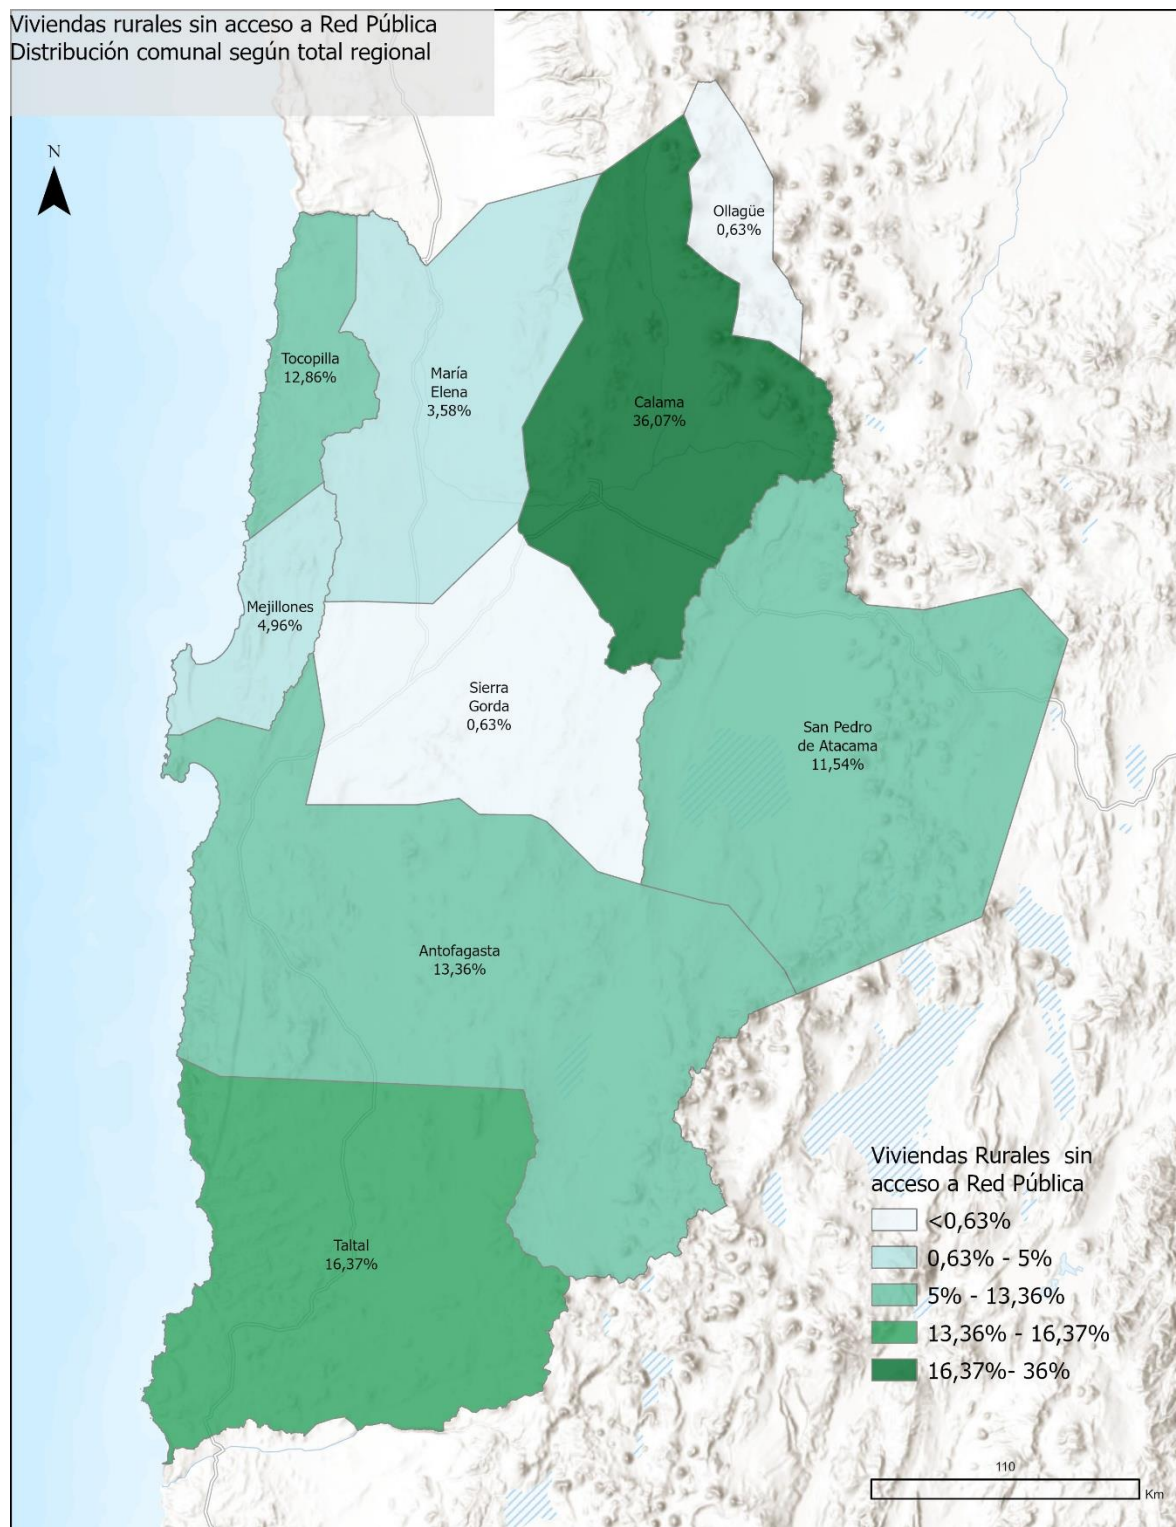 Viviendas rurales sin acceso a Red Pública
Distribución comunal según total regional
N
Ollagüe
0,63%
Tocopilla
12,86%
María
Elena
3,58%
Calama
36,07%
Mejillones
4,96%
Sierra
Gorda
0,63%
San Pedro
de Atacama
11,54%
Antofagasta
13,36%
Taltal
16,37%
Viviendas Rurales  sin
acceso a Red Pública
<0,63%
0,63% - 5%
5% - 13,36%
13,36% - 16,37%
16,37%- 36%
110
Km